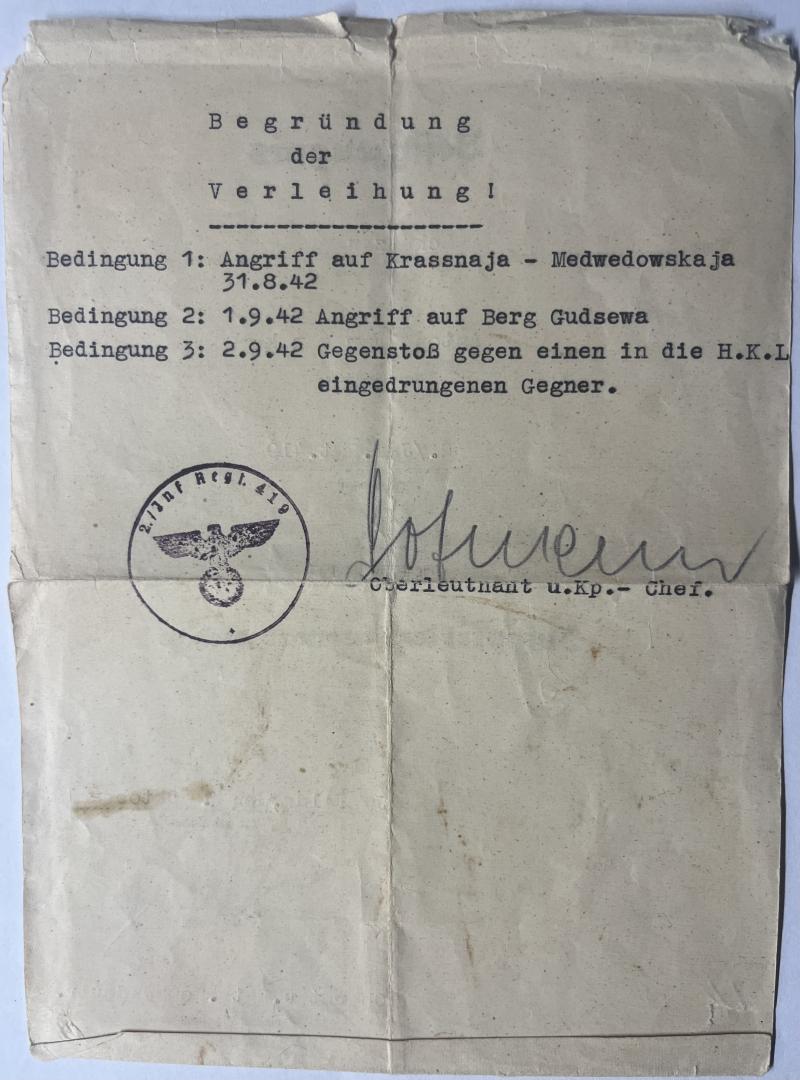 Begründung
der
Verleihung!
Bedingung 1: Angriff auf Krassnaja - Medwedowskaja
31.8.42
Bedingung 2: 1.9.42 Angriff auf Berg Gudsewa
Bedingung 3: 2.9.42 Gegenstoß gegen einen in die H.K.L
eingedrungenen Gegner.
2./Inf Regt. 419
Oberleutnant u.Kp.- Chef.